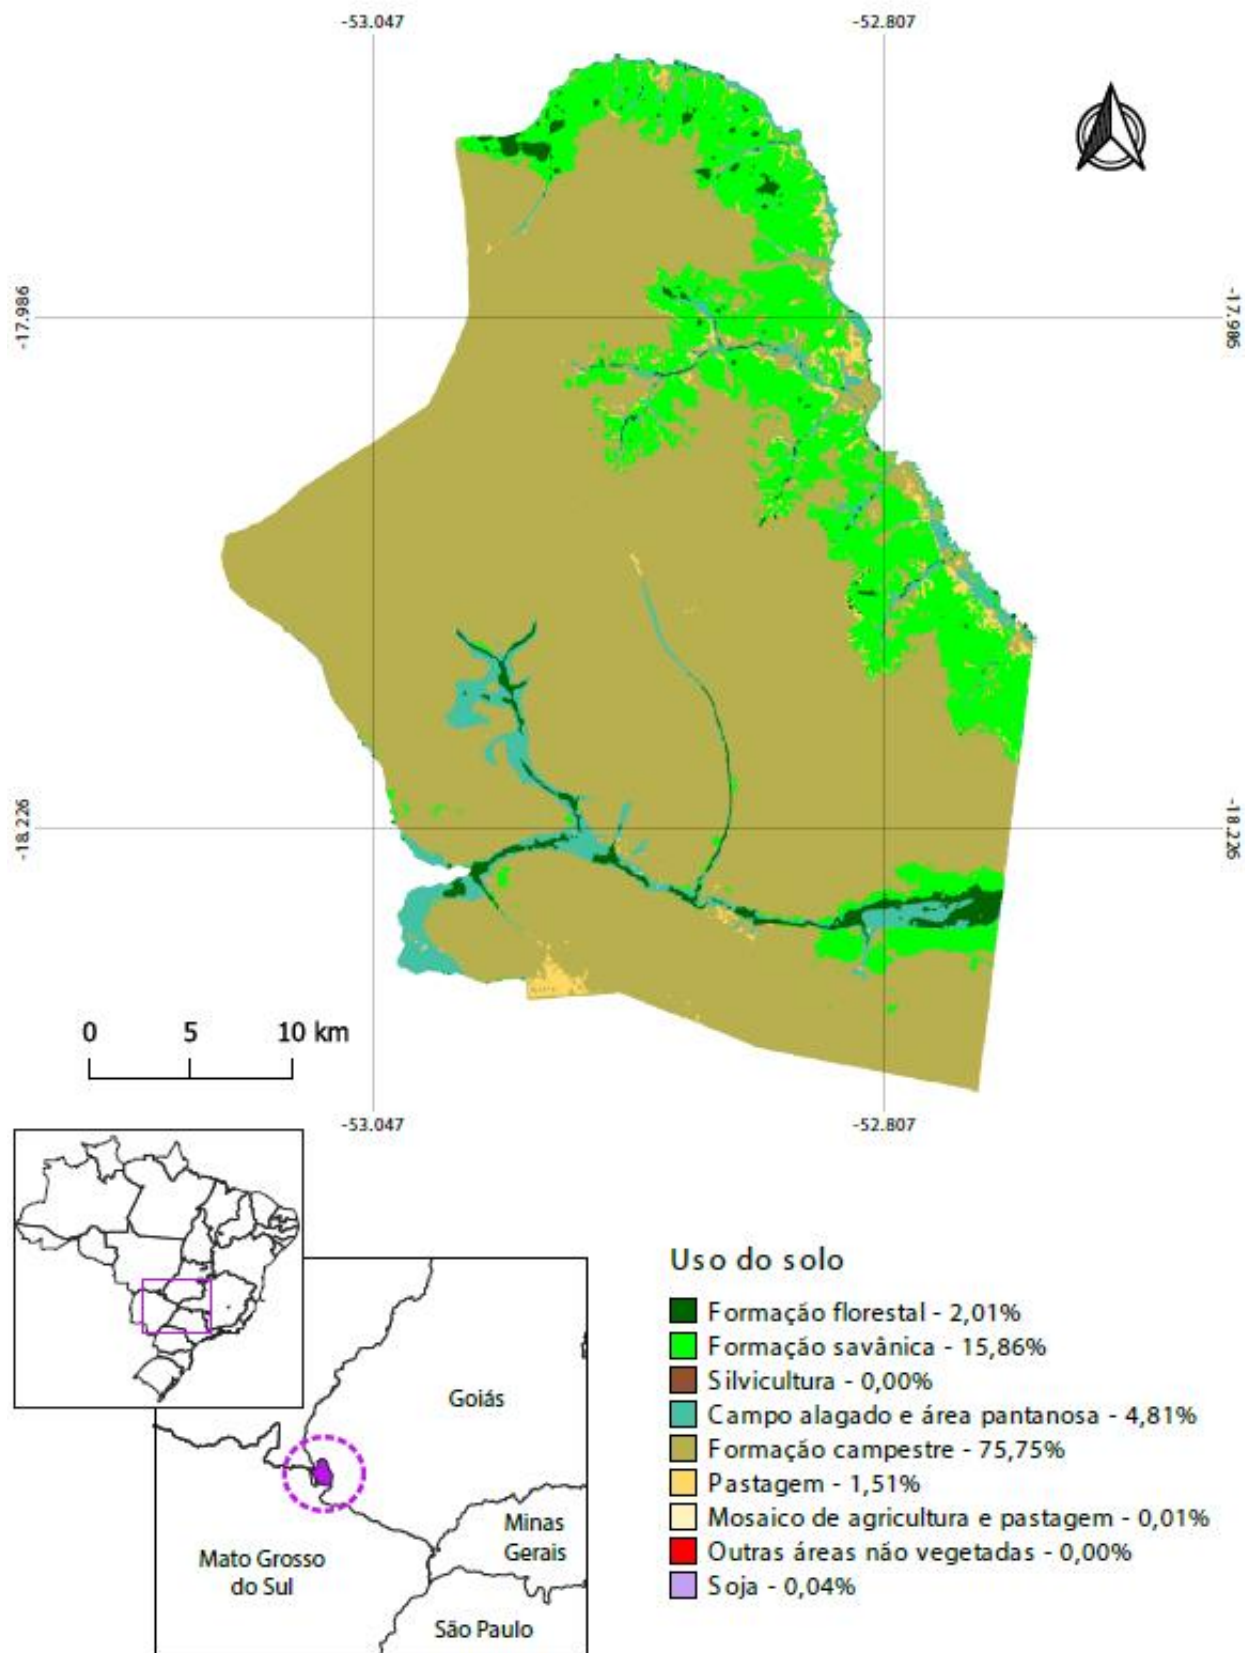 -53.047
-52.807
-17.986
-17.986
-18.226
-18.226
0 5 10 km
-53.047
-52.807
Goiás
Minas
Gerais
Mato Grosso
do Sul
São Paulo
Uso do solo
Formação florestal - 2,01%
Formação savânica - 15,86%
Silvicultura - 0,00%
Campo alagado e área pantanosa - 4,81%
Formação campestre - 75,75%
Pastagem - 1,51%
Mosaico de agricultura e pastagem - 0,01%
Outras áreas não vegetadas - 0,00%
Soja - 0,04%